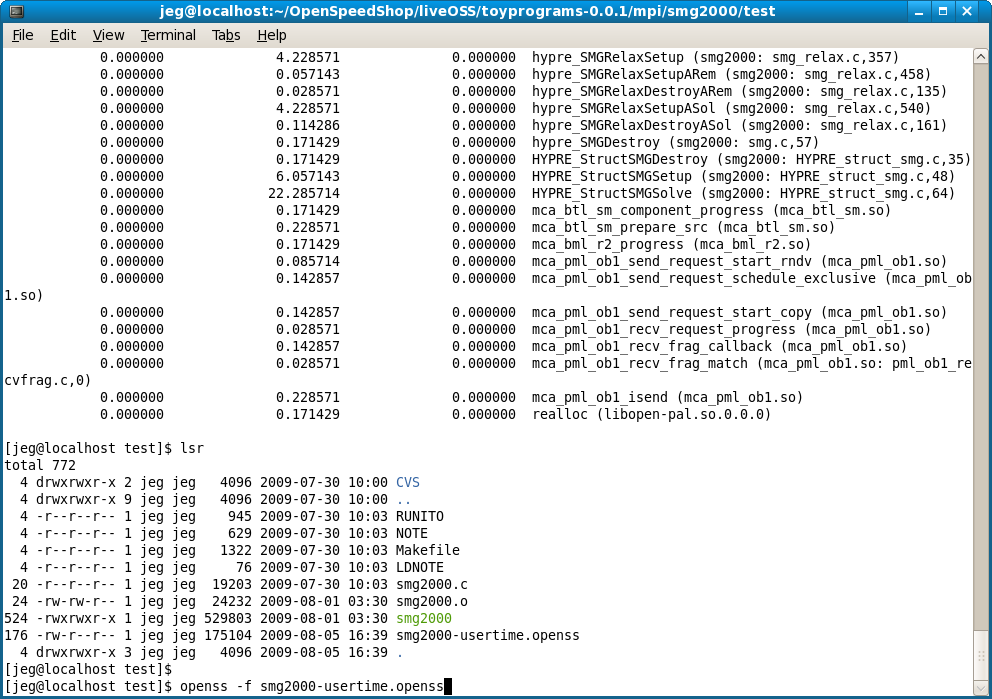 jeg@localhost:~/OpenSpeedShop/liveOSS/toyprograms-0.0.1/mpi/smg2000/test
File Edit View Terminal Tabs Help
0.000000 4.228571 0.000000 hypre_SMGRelaxSetup (smg2000: smg_relax.c,357)
0.000000 0.057143 0.000000 hypre_SMGRelaxSetupARem (smg2000: smg_relax.c,458)
0.000000 0.028571 0.000000 hypre_SMGRelaxDestroyARem (smg2000: smg_relax.c,135)
0.000000 4.228571 0.000000 hypre_SMGRelaxSetupASol (smg2000: smg_relax.c,540)
0.000000 0.114286 0.000000 hypre_SMGRelaxDestroyASol (smg2000: smg_relax.c,161)
0.000000 0.171429 0.000000 hypre_SMGDestroy (smg2000: smg.c,57)
0.000000 0.171429 0.000000 HYPRE_StructSMGDestroy (smg2000: HYPRE_struct_smg.c,35)
0.000000 6.057143 0.000000 HYPRE_StructSMGSetup (smg2000: HYPRE_struct_smg.c,48)
0.000000 22.285714 0.000000 HYPRE_StructSMGSolve (smg2000: HYPRE_struct_smg.c,64)
0.000000 0.171429 0.000000 mca_btl_sm_component_progress (mca_btl_sm.so)
0.000000 0.228571 0.000000 mca_btl_sm_prepare_src (mca_btl_sm.so)
0.000000 0.171429 0.000000 mca_bml_r2_progress (mca_bml_r2.so)
0.000000 0.085714 0.000000 mca_pml_ob1_send_request_start_rndv (mca_pml_ob1.so)
0.000000 0.142857 0.000000 mca_pml_ob1_send_request_schedule_exclusive (mca_pml_ob
1.so)
0.000000 0.142857 0.000000 mca_pml_ob1_send_request_start_copy (mca_pml_ob1.so)
0.000000 0.028571 0.000000 mca_pml_ob1_recv_request_progress (mca_pml_ob1.so)
0.000000 0.142857 0.000000 mca_pml_ob1_recv_frag_callback (mca_pml_ob1.so)
0.000000 0.028571 0.000000 mca_pml_ob1_recv_frag_match (mca_pml_ob1.so: pml_ob1_re
cvfrag.c,0)
0.000000 0.228571 0.000000 mca_pml_ob1_isend (mca_pml_ob1.so)
0.000000 0.171429 0.000000 realloc (libopen-pal.so.0.0.0)
[jeg@localhost test]$ lsr
total 772
4 drwxrwxr-x 2 jeg jeg 4096 2009-07-30 10:00 CVS
4 drwxrwxr-x 9 jeg jeg 4096 2009-07-30 10:00 ..
4 -r--r--r-- 1 jeg jeg 945 2009-07-30 10:03 RUNITO
4 -r--r--r-- 1 jeg jeg 629 2009-07-30 10:03 NOTE
4 -r--r--r-- 1 jeg jeg 1322 2009-07-30 10:03 Makefile
4 -r--r--r-- 1 jeg jeg 76 2009-07-30 10:03 LDNOTE
20 -r--r--r-- 1 jeg jeg 19203 2009-07-30 10:03 smg2000.c
24 -rw-rw-r-- 1 jeg jeg 24232 2009-08-01 03:30 smg2000.o
524 -rwxrwxr-x 1 jeg jeg 529803 2009-08-01 03:30 smg2000
176 -rw-r--r-- 1 jeg jeg 175104 2009-08-05 16:39 smg2000-usertime.openss
4 drwxrwxr-x 3 jeg jeg 4096 2009-08-05 16:39 .
[jeg@localhost test]$
[jeg@localhost test]$ openss -f smg2000-usertime.openss